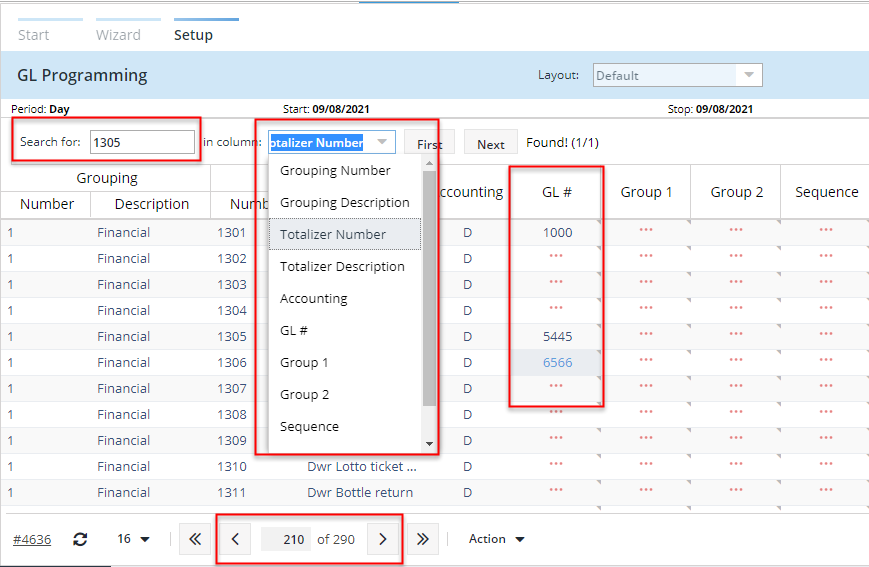 Start Wizard Setup
GL Programming Layout: Default
Period: Day Start: 09/08/2021 Stop: 09/08/2021
Search for: 1305 in column: otalizer Number First Next Found! (1/1)
Grouping
Number Description Numb ccounting GL # Group 1 Group 2 Sequence
Grouping Number
Grouping Description
Totalizer Number
Totalizer Description
Accounting
GL #
Group 1
Group 2
Sequence
1 Financial 1301 D 1000 ... ... ...
1 Financial 1302 D ... ... ... ...
1 Financial 1303 D ... ... ... ...
1 Financial 1304 D ... ... ... ...
1 Financial 1305 D 5445 ... ... ...
1 Financial 1306 D 6566 ... ... ...
1 Financial 1307 D ... ... ... ...
1 Financial 1308 D ... ... ... ...
1 Financial 1309 D ... ... ... ...
1 Financial 1310 Dwr Lotto ticket ... D ... ... ... ...
1 Financial 1311 Dwr Bottle return D ... ... ... ...
#4636 16 210 of 290 Action